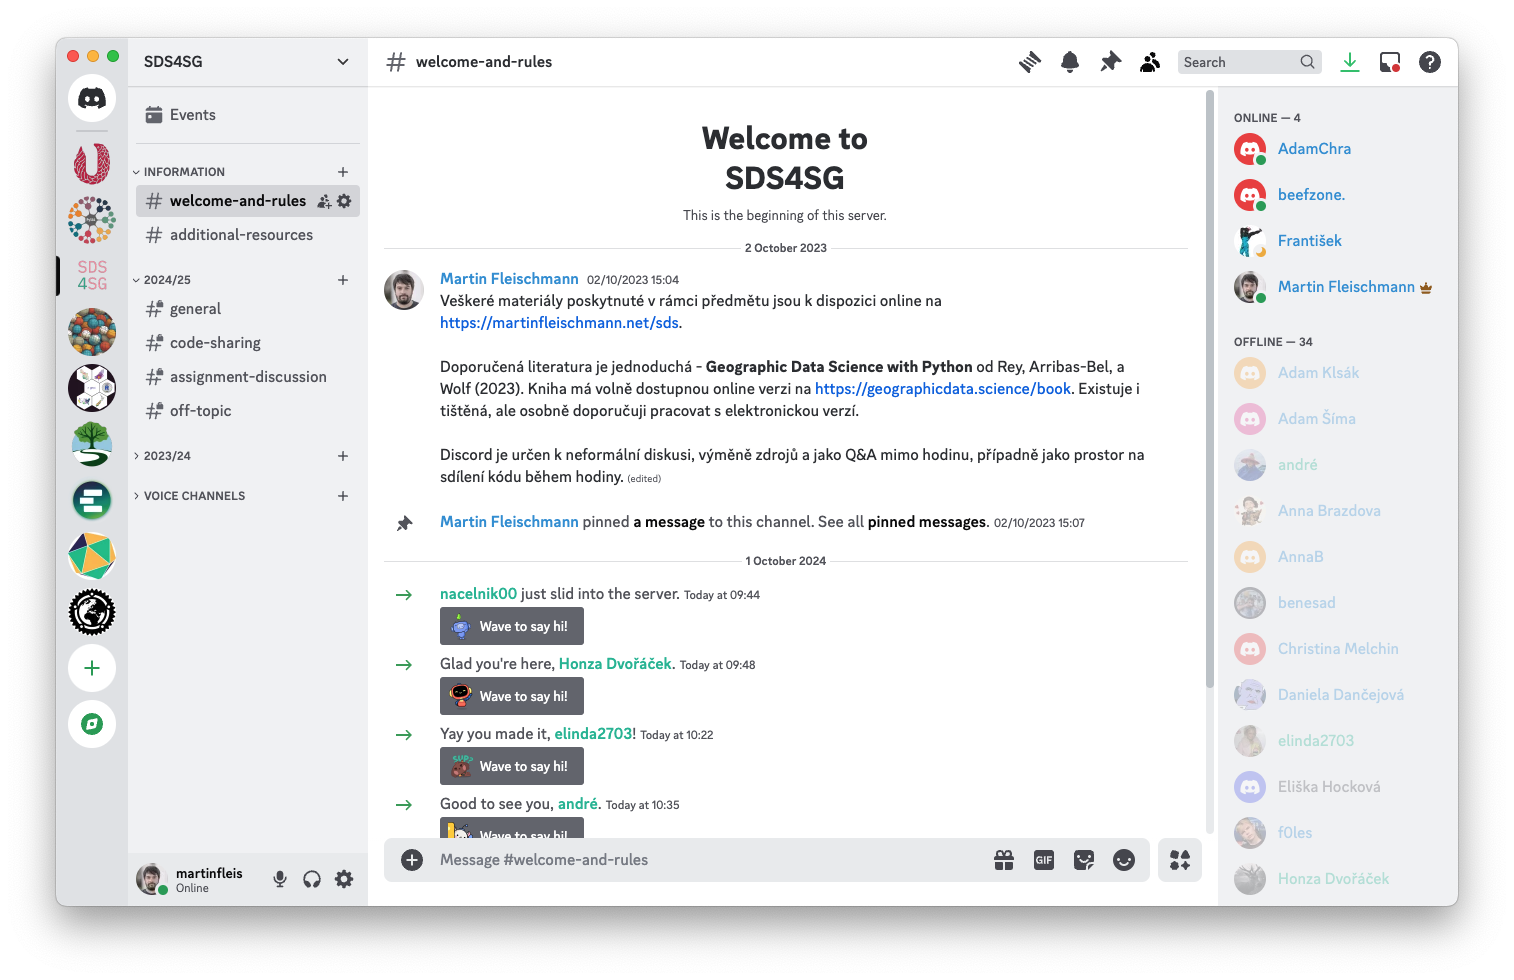 SDS4SG
welcome-and-rules
Search
Events
INFORMATION
welcome-and-rules
additional-resources
SDS
4SG
2024/25
general
code-sharing
assignment-discussion
off-topic
2023/24
VOICE CHANNELS
martinfleis
Online
Welcome to
SDS4SG
This is the beginning of this server.
2 October 2023
Martin Fleischmann 02/10/2023 15:04
Veškeré materiály poskytnuté v rámci předmětu jsou k dispozici online na
https://martinfleischmann.net/sds.
Doporučená literatura je jednoduchá - Geographic Data Science with Python od Rey, Arribas-Bel, a
Wolf (2023). Kniha má volně dostupnou online verzi na https://geographicdata.science/book. Existuje i
tištěná, ale osobně doporučuji pracovat s elektronickou verzí.
Discord je určen k neformální diskusi, výměně zdrojů a jako Q&A mimo hodinu, případně jako prostor na
sdílení kódu během hodiny. (edited)
Martin Fleischmann pinned a message to this channel. See all pinned messages. 02/10/2023 15:07
1 October 2024
nacelnik00 just slid into the server. Today at 09:44
Wave to say hi!
Glad you're here, Honza Dvořáček. Today at 09:48
Wave to say hi!
Yay you made it, elinda2703! Today at 10:22
SUP?
Wave to say hi!
Good to see you, andré. Today at 10:35
Wave to say hi!
Message #welcome-and-rules
GIF
ONLINE — 4
AdamChra
beefzone.
František
Martin Fleischmann
OFFLINE — 34
Adam Klsák
Adam Šíma
andré
Anna Brazdova
AnnaB
benesad
Christina Melchin
Daniela Dančejová
elinda2703
Eliška Hocková
f0les
Honza Dvořáček